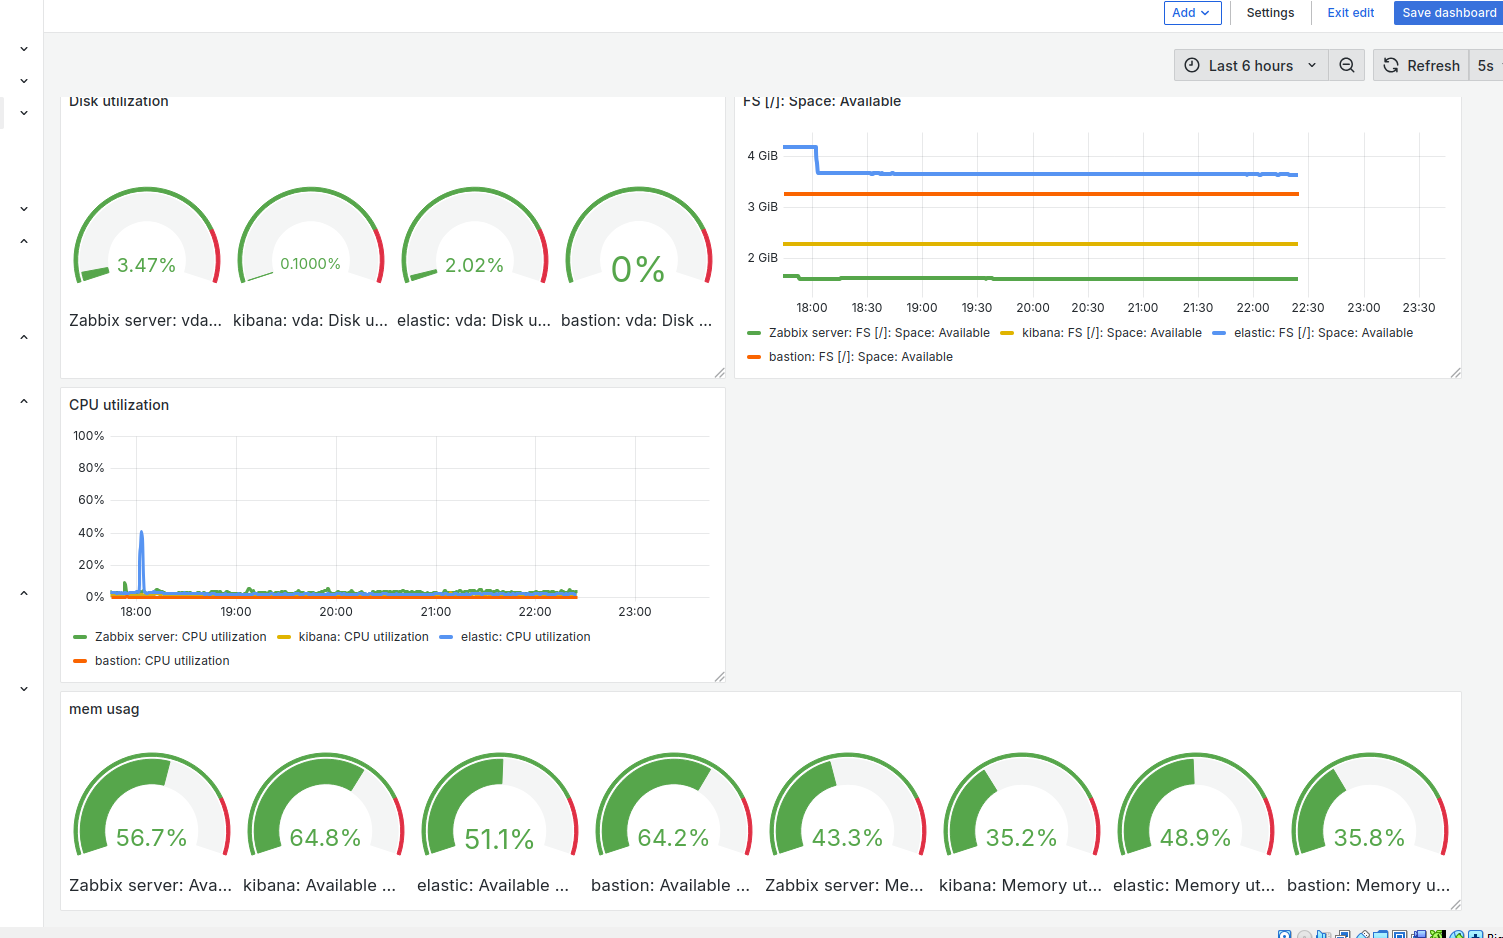 Add
Settings
Exit edit
Save dashboard
Last 6 hours
Refresh
5s
Disk utilization
3.47%
0.1000%
2.02%
0%
Zabbix server: vda...
kibana: vda: Disk u...
elastic: vda: Disk u...
bastion: vda: Disk ...
FS [/]: Space: Available
4 GiB
3 GiB
2 GiB
18:00 18:30 19:00 19:30 20:00 20:30 21:00 21:30 22:00 22:30 23:00 23:30
Zabbix server: FS [/]: Space: Available kibana: FS [/]: Space: Available elastic: FS [/]: Space: Available
bastion: FS [/]: Space: Available
CPU utilization
100%
80%
60%
40%
20%
0%
18:00 19:00 20:00 21:00 22:00 23:00
Zabbix server: CPU utilization kibana: CPU utilization elastic: CPU utilization
bastion: CPU utilization
mem usag
56.7%
64.8%
51.1%
64.2%
43.3%
35.2%
48.9%
35.8%
Zabbix server: Ava...
kibana: Available ...
elastic: Available ...
bastion: Available ...
Zabbix server: Me...
kibana: Memory ut...
elastic: Memory ut...
bastion: Memory u...